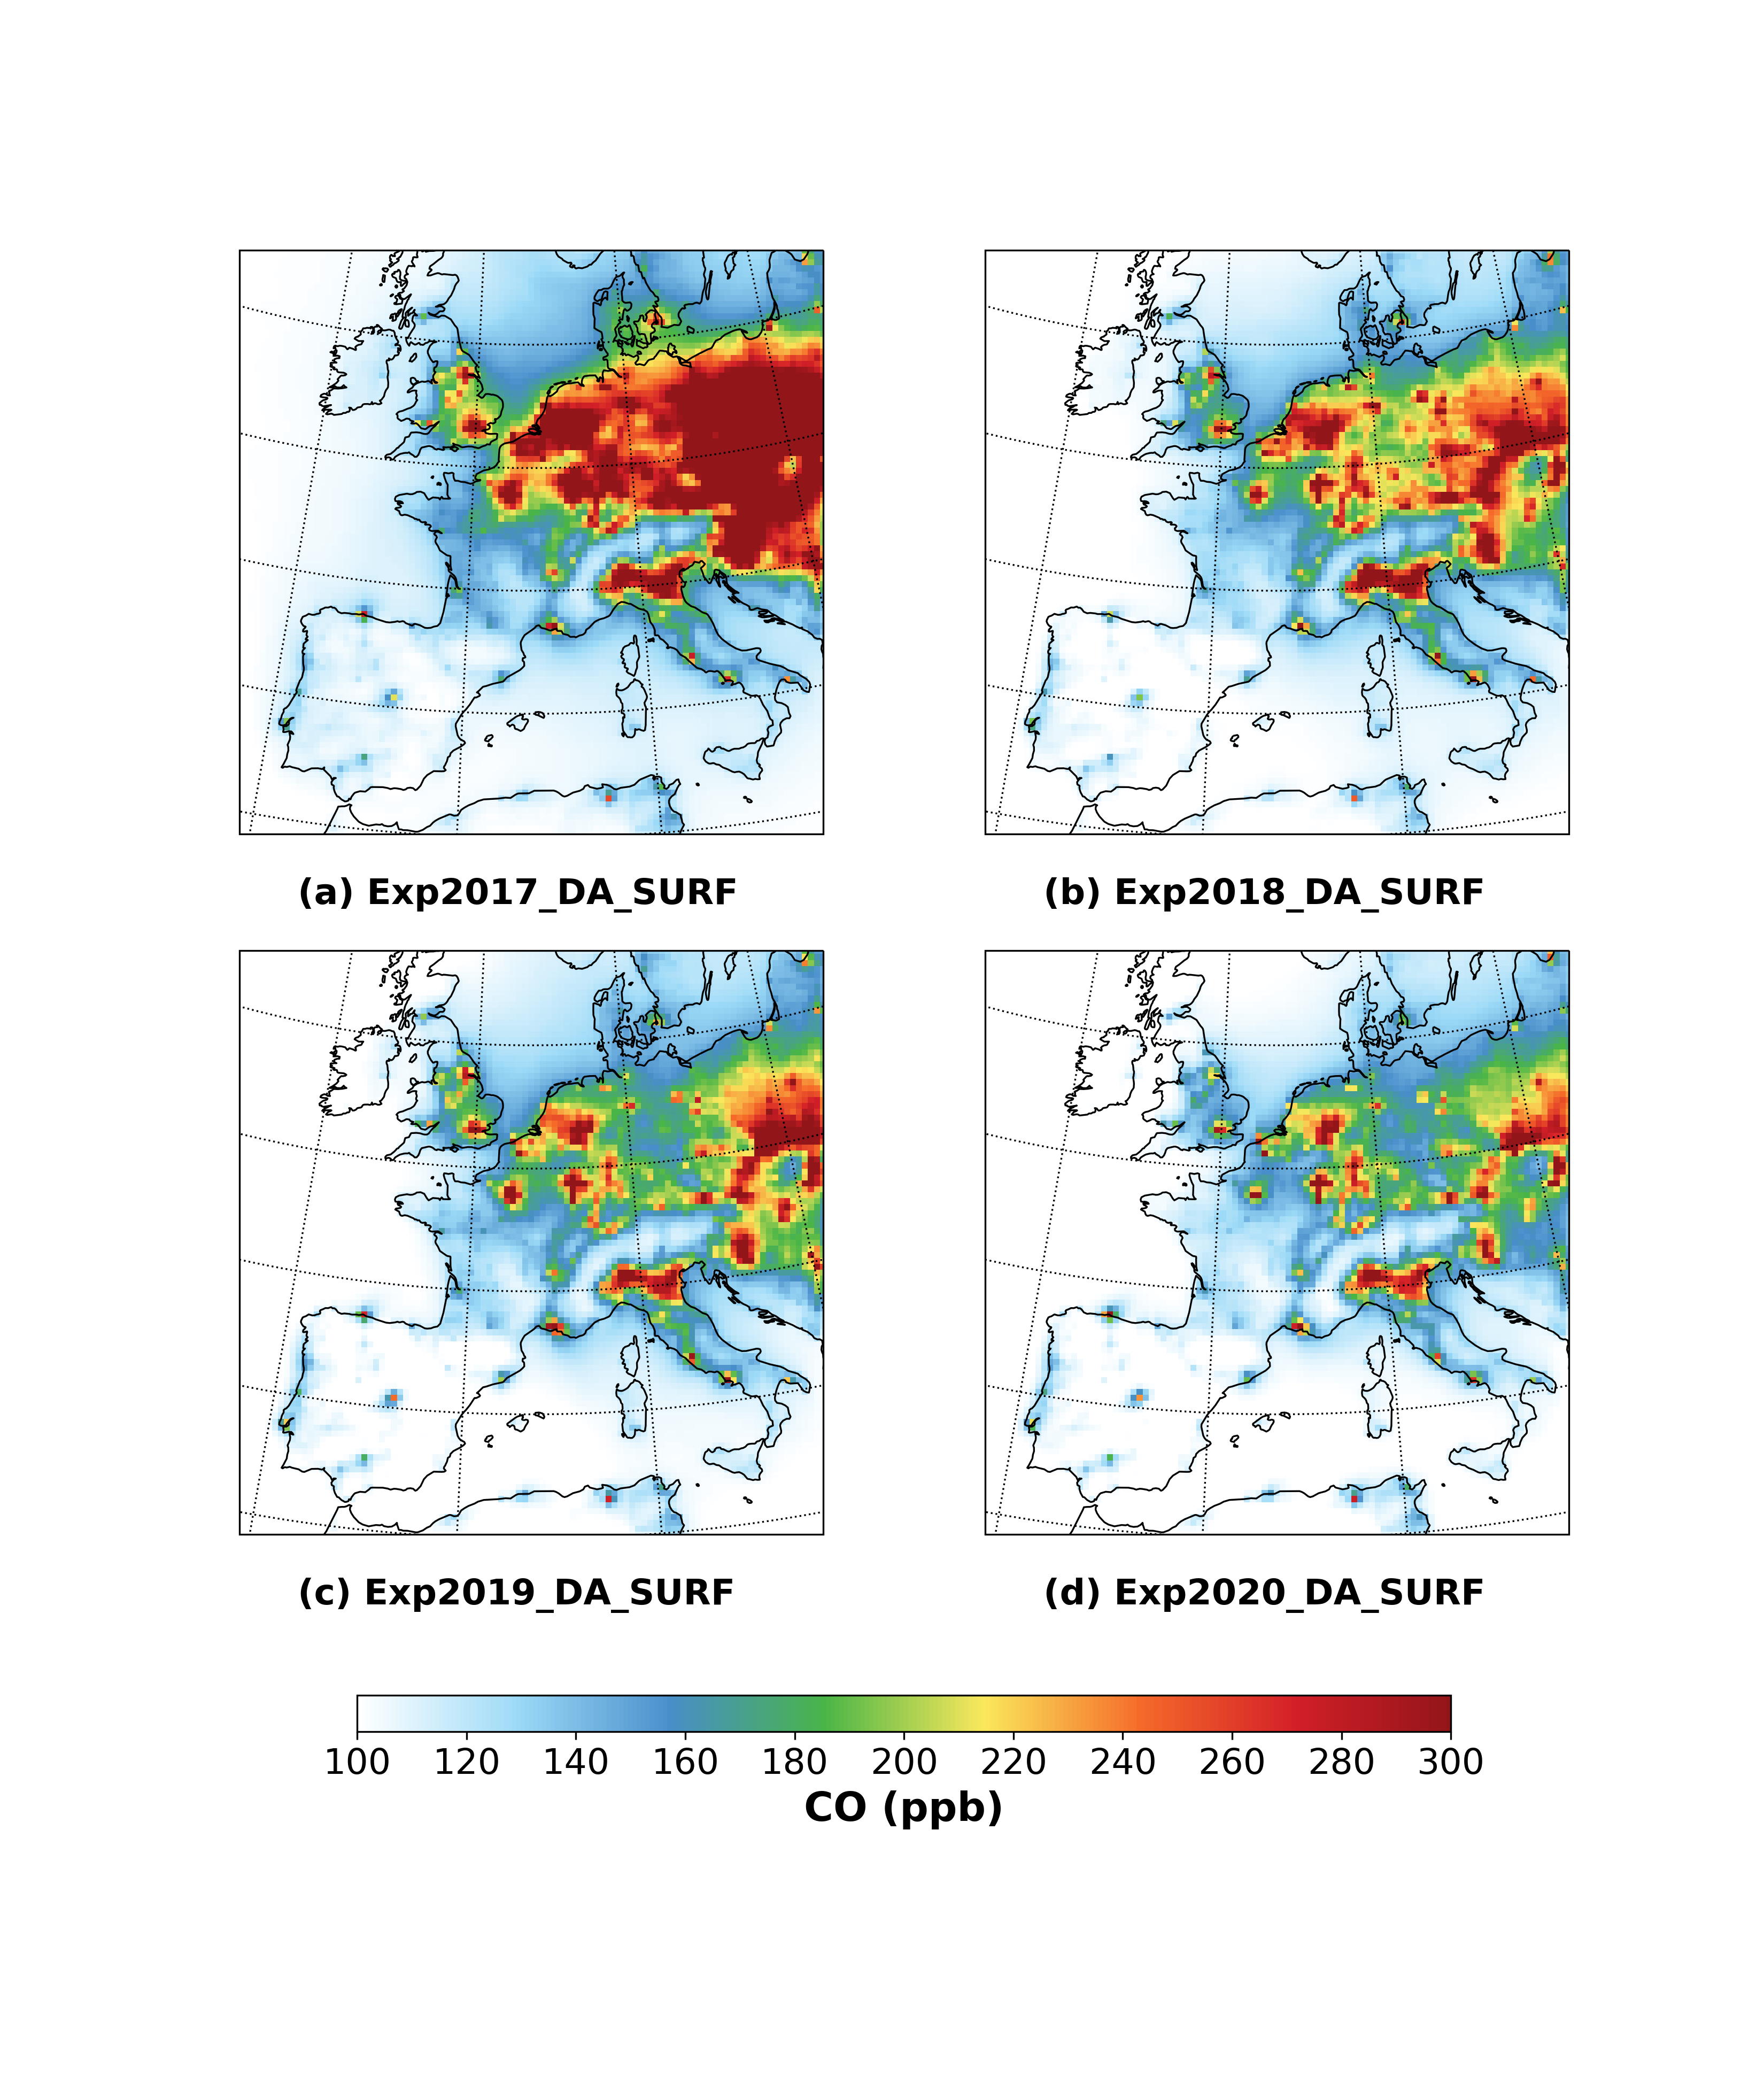 (a) Exp2017_DA_SURF
(b) Exp2018_DA_SURF
(c) Exp2019_DA_SURF
(d) Exp2020_DA_SURF
100 120 140 160 180 200 220 240 260 280 300
CO (ppb)